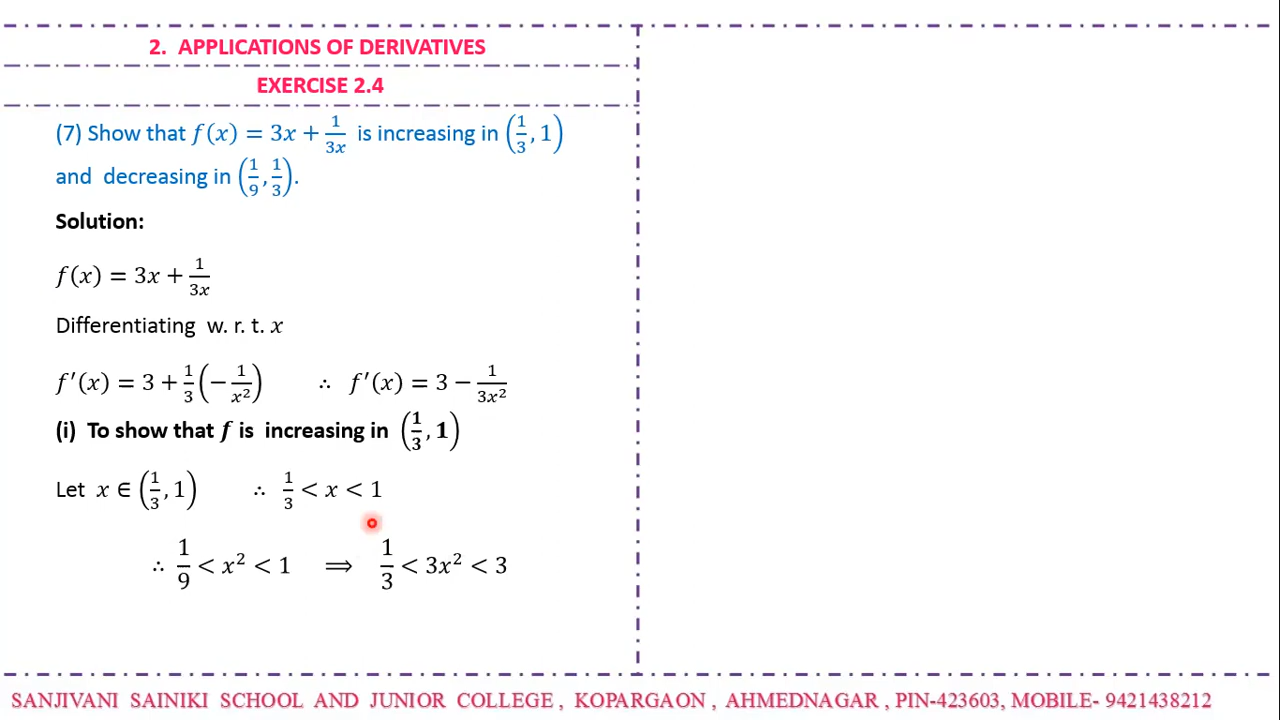 2. APPLICATIONS OF DERIVATIVES
EXERCISE 2.4
(7) Show that f(x) = 3x + 1/3x is increasing in (1/3, 1)
and decreasing in (1/9, 1/3).
Solution:
f(x) = 3x + 1/3x
Differentiating w. r. t. x
f′(x) = 3 + 1/3(−1/x²) ∴ f′(x) = 3 − 1/3x²
(i) To show that f is increasing in (1/3, 1)
Let x ∈ (1/3, 1) ∴ 1/3 < x < 1
∴ 1/9 < x² < 1 ⟹ 1/3 < 3x² < 3
SANJIVANI SAINIKI SCHOOL AND JUNIOR COLLEGE , KOPARGAON , AHMEDNAGAR , PIN-423603, MOBILE- 9421438212